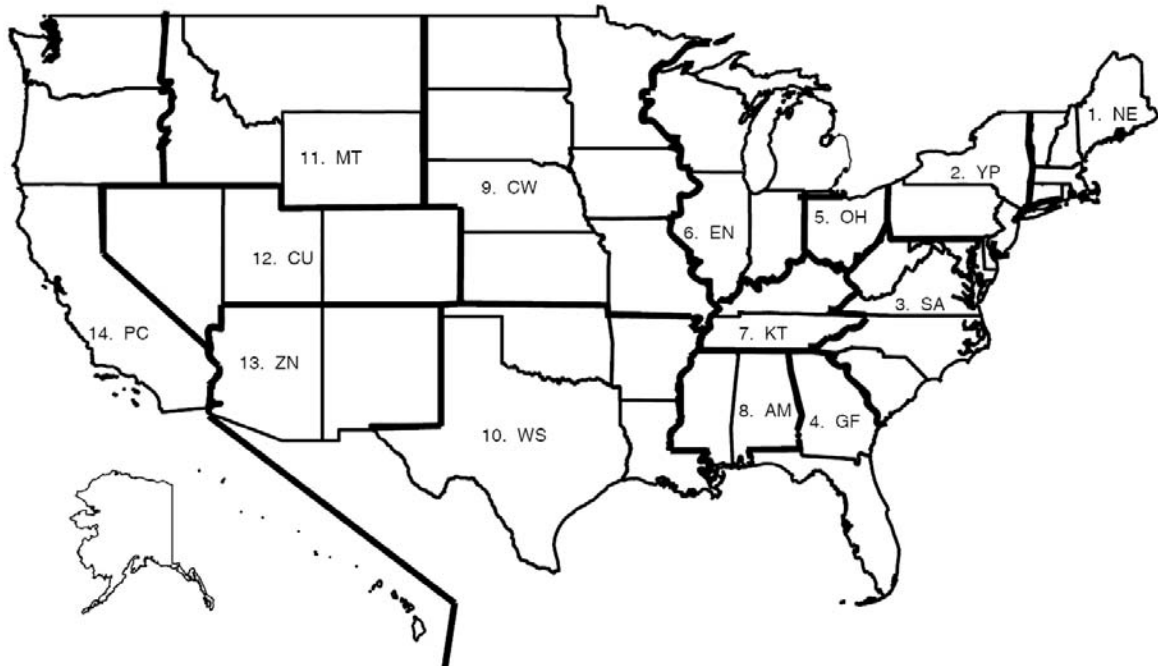 1. NE
2. YP
11. MT
9. CW
5. OH
6. EN
12. CU
3. SA
14. PC
7. KT
13. ZN
8. AM
4. GF
10. WS